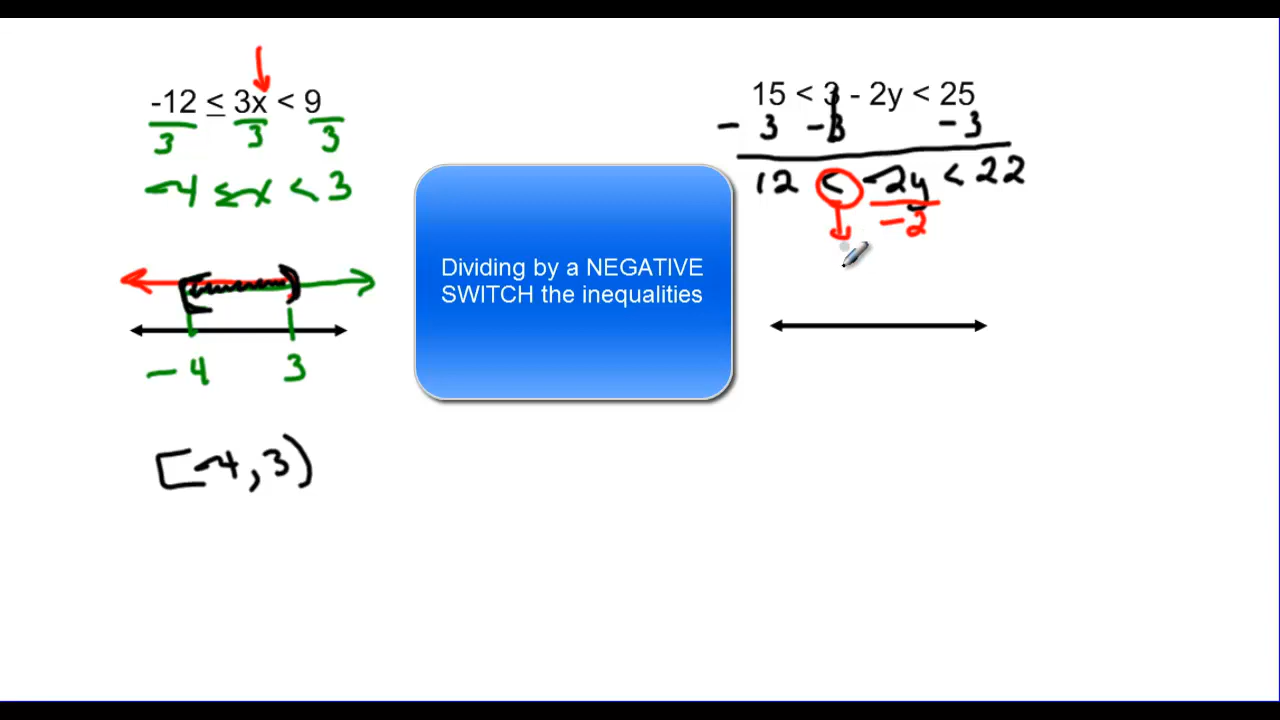 -12 ≤ 3x < 9
3 3 3
-4 ≤ x < 3
-4 3
[-4, 3)
Dividing by a NEGATIVE
SWITCH the inequalities
15 < 3 - 2y < 25
- 3 -3 -3
12 < -2y < 22
-2